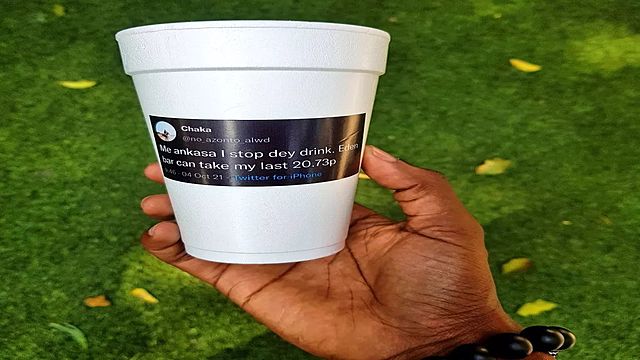 Chaka
@no_azonto_alwd
Me ankasa I stop dey drink. Eden
bar can take my last 20.73p
:46 - 04 Oct 21 - Twitter for iPhone